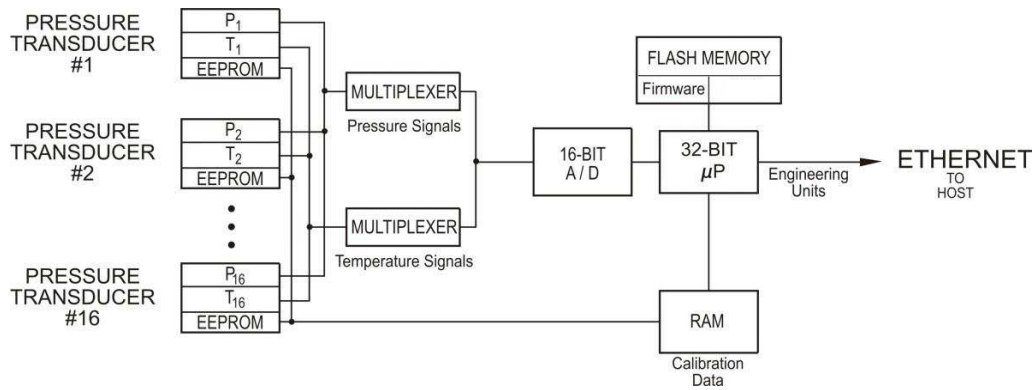 PRESSURE
TRANSDUCER
#1
P1
T1
EEPROM
PRESSURE
TRANSDUCER
#2
P2
T2
EEPROM
PRESSURE
TRANSDUCER
#16
P16
T16
EEPROM
MULTIPLEXER
Pressure Signals
MULTIPLEXER
Temperature Signals
16-BIT
A / D
FLASH MEMORY
Firmware
32-BIT
μP
Engineering
Units
ETHERNET
TO
HOST
RAM
Calibration
Data